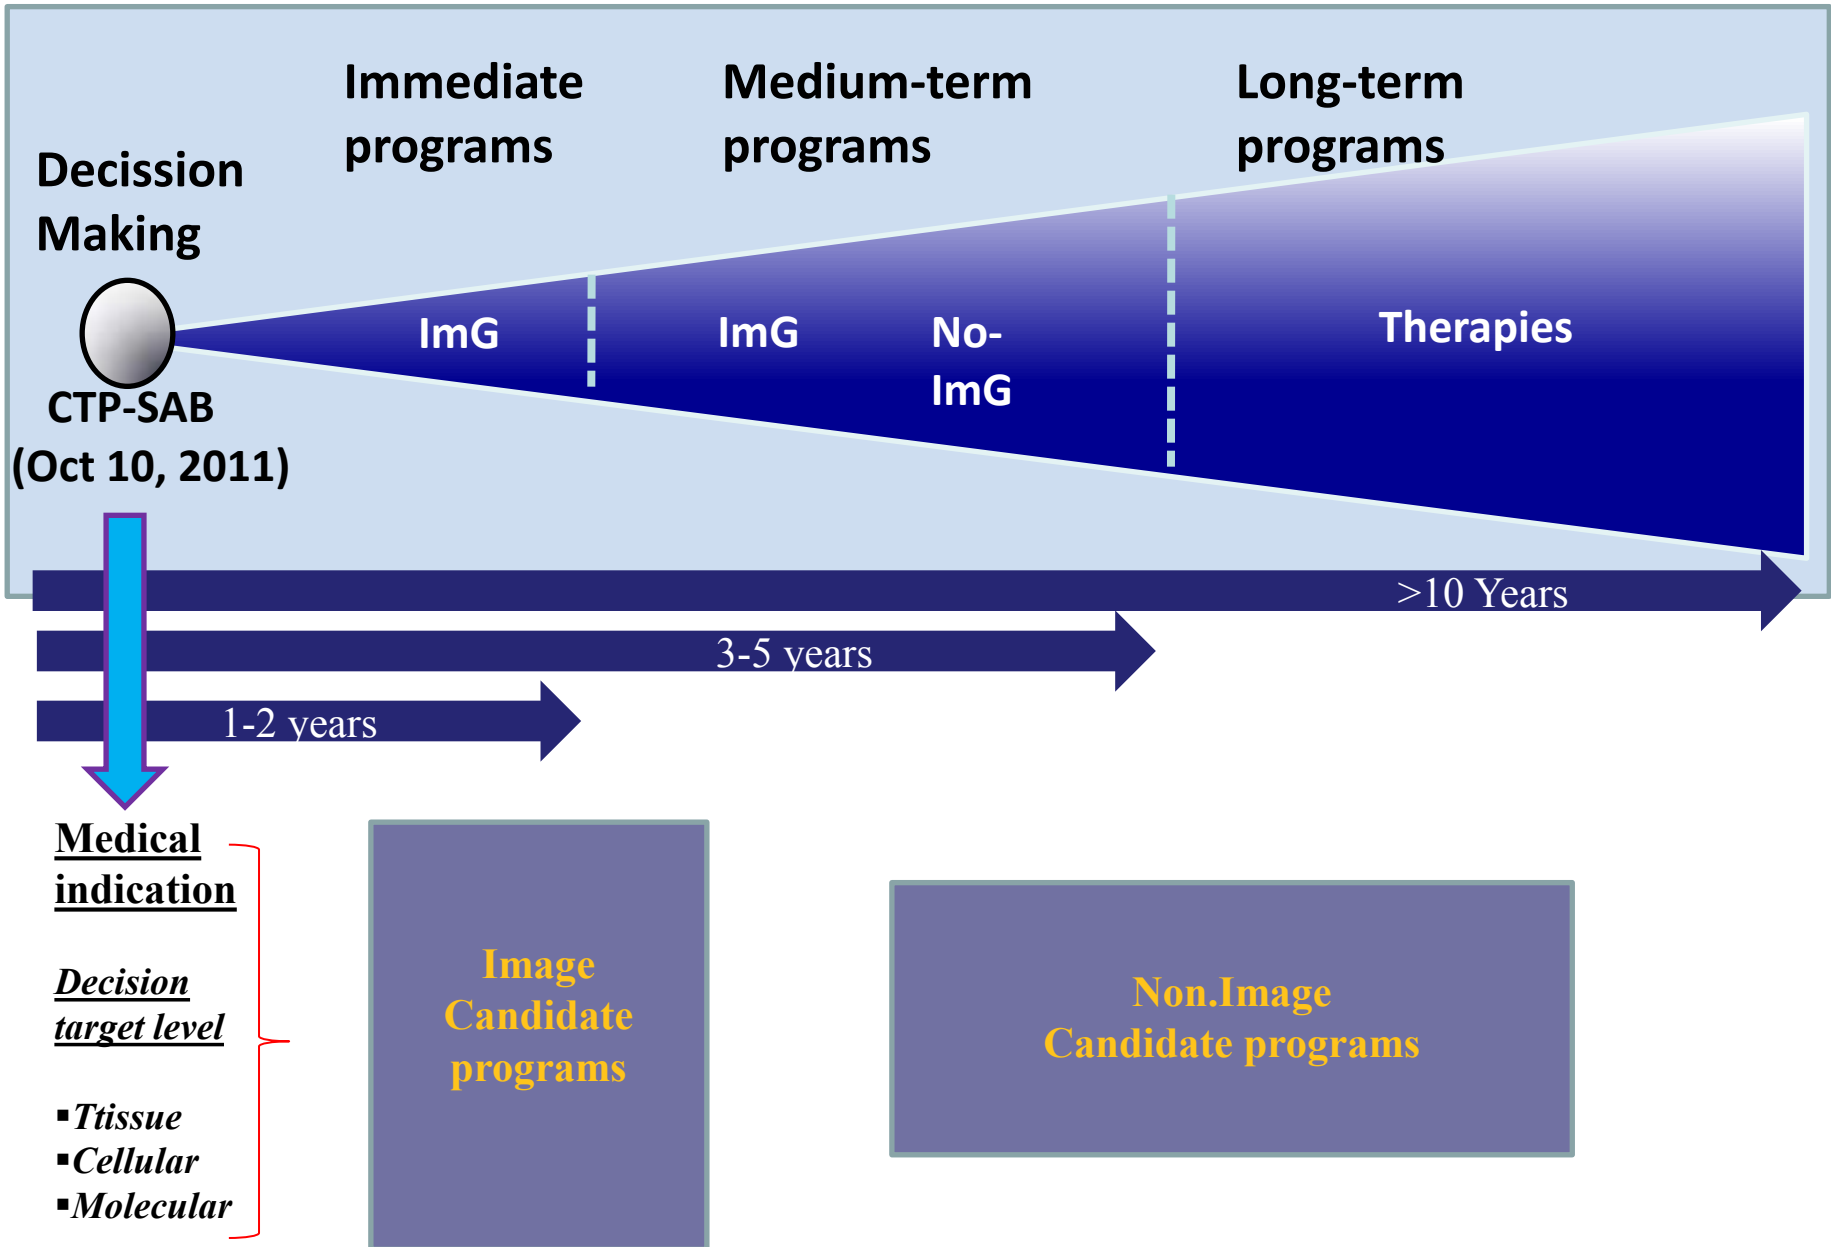 Immediate
programs
Medium-term
programs
Long-term
programs
Decission
Making
ImG
ImG
No-
ImG
Therapies
CTP-SAB
(Oct 10, 2011)
>10 Years
3-5 years
1-2 years
Medical
indication
Decision
target level
▪Ttissue
▪Cellular
▪Molecular
Image
Candidate
programs
Non.Image
Candidate programs